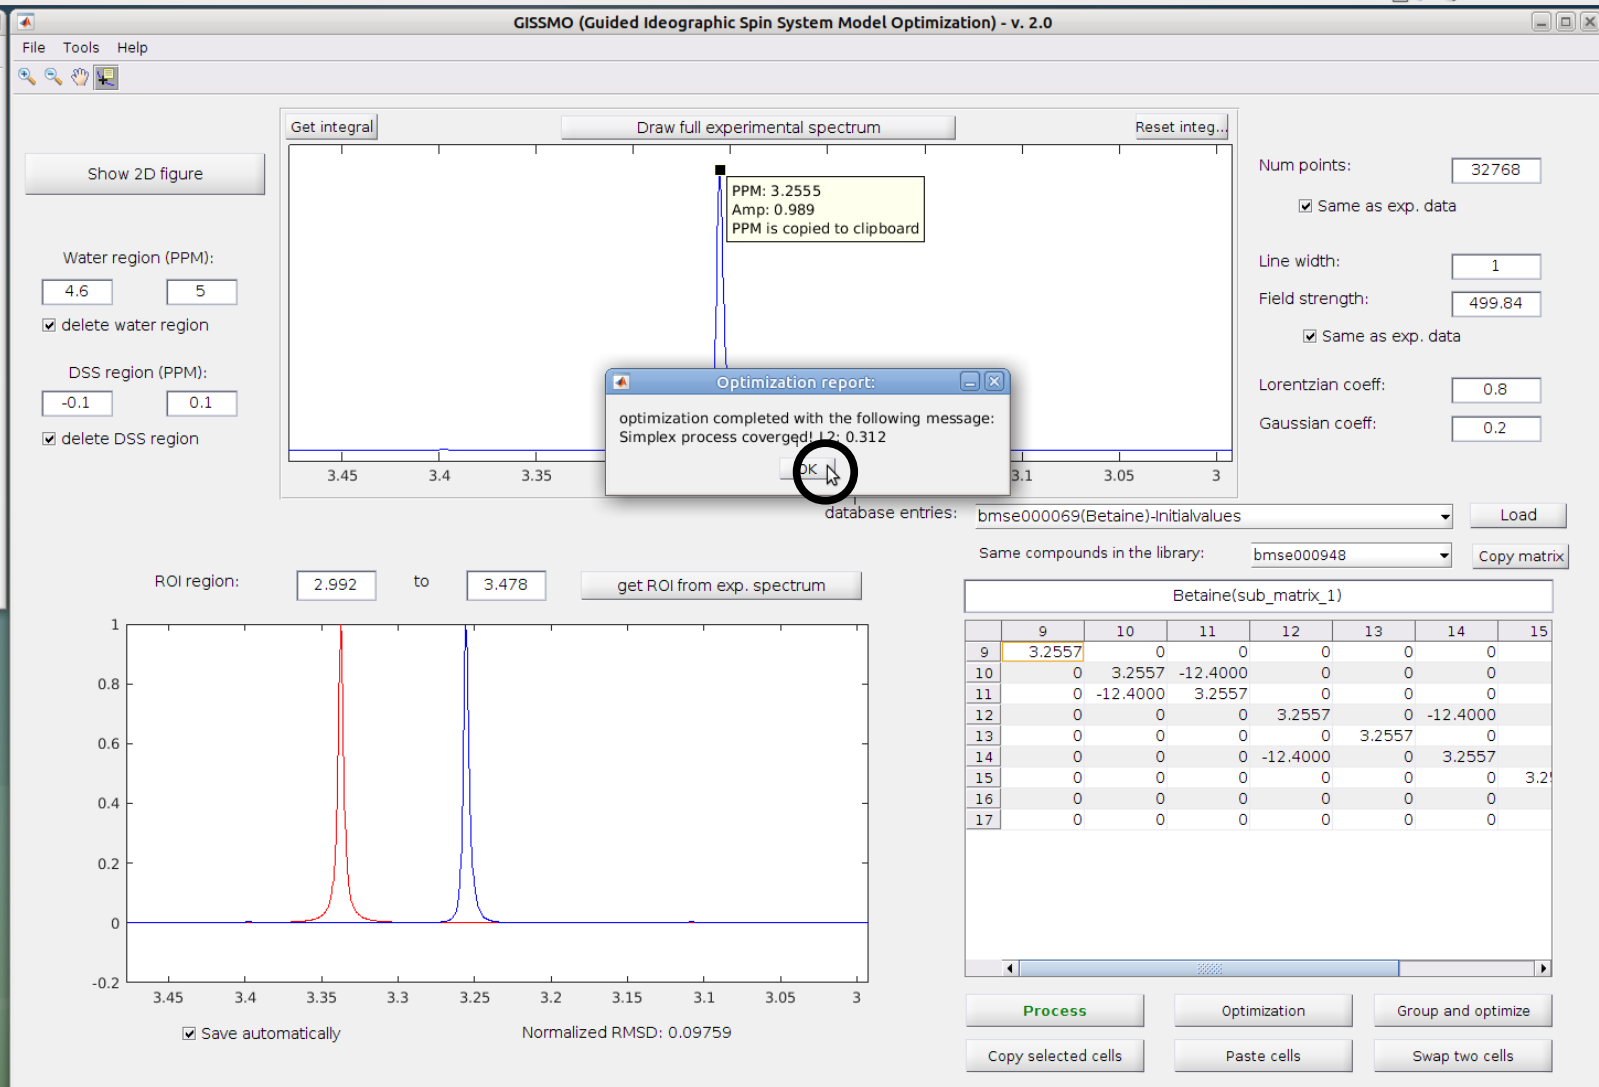 GISSMO (Guided Ideographic Spin System Model Optimization) - v. 2.0
File Tools Help
Get integral
Draw full experimental spectrum
Reset integ...
Show 2D figure
PPM: 3.2555
Amp: 0.989
PPM is copied to clipboard
Num points:
32768
Same as exp. data
Water region (PPM):
4.6 5
delete water region
Line width:
1
Field strength:
499.84
Same as exp. data
DSS region (PPM):
-0.1 0.1
delete DSS region
Lorentzian coeff:
0.8
Gaussian coeff:
0.2
Optimization report:
optimization completed with the following message:
Simplex process coverged! L2: 0.312
OK
3.45 3.4 3.35 3.1 3.05 3
database entries:
bmse000069(Betaine)-Initialvalues
Load
Same compounds in the library:
bmse000948
Copy matrix
ROI region:
2.992
to
3.478
get ROI from exp. spectrum
Betaine(sub_matrix_1)
9 10 11 12 13 14 15
9 3.2557 0 0 0 0 0
10 0 3.2557 -12.4000 0 0 0
11 0 -12.4000 3.2557 0 0 0
12 0 0 0 3.2557 0 -12.4000
13 0 0 0 0 3.2557 0
14 0 0 0 -12.4000 0 3.2557
15 0 0 0 0 0 0
16 0 0 0 0 0 0
17 0 0 0 0 0 0
1
0.8
0.6
0.4
0.2
0
-0.2
3.45 3.4 3.35 3.3 3.25 3.2 3.15 3.1 3.05 3
Save automatically
Normalized RMSD: 0.09759
Process
Optimization
Group and optimize
Copy selected cells
Paste cells
Swap two cells